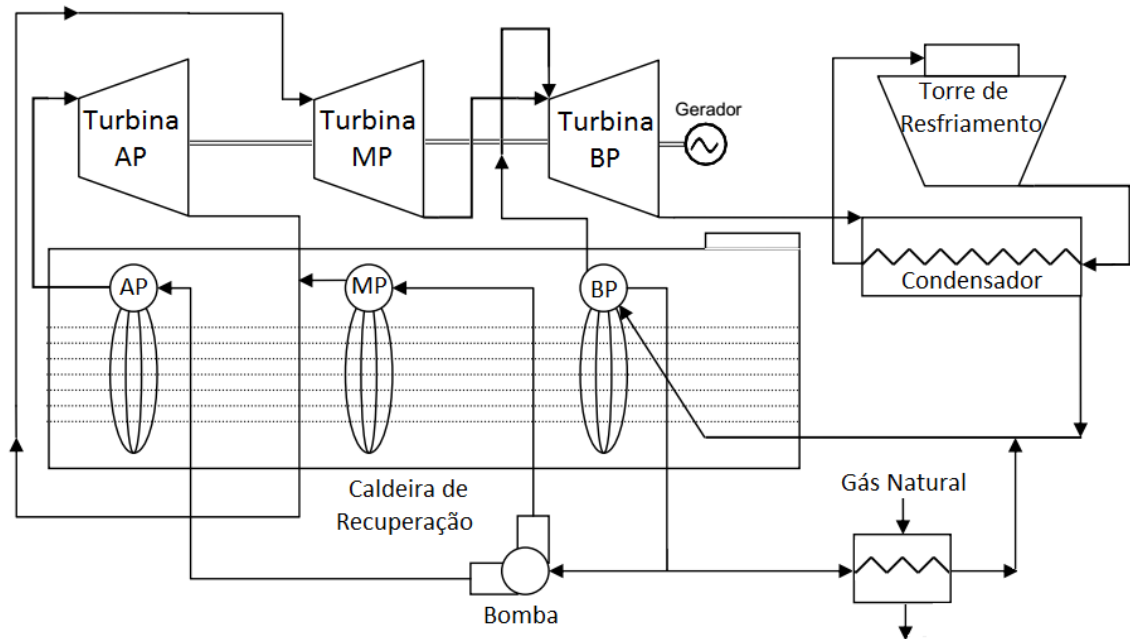 Turbina
AP
Turbina
MP
Turbina
BP
Gerador
Torre de
Resfriamento
AP
MP
BP
Condensador
Caldeira de
Recuperação
Gás Natural
Bomba